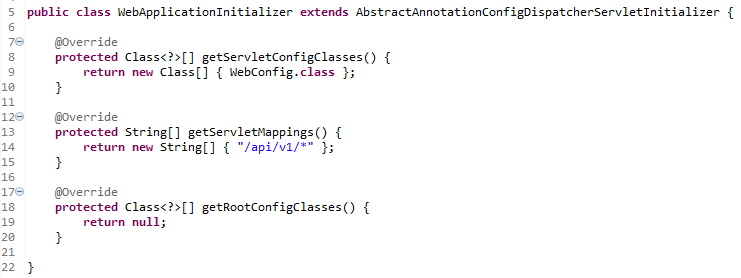 5 public class WebApplicationInitializer extends AbstractAnnotationConfigDispatcherServletInitializer {
6
7 @Override
8 protected Class<?>[] getServletConfigClasses() {
9 return new Class[] { WebConfig.class };
10 }
11
12 @Override
13 protected String[] getServletMappings() {
14 return new String[] { "/api/v1/*" };
15 }
16
17 @Override
18 protected Class<?>[] getRootConfigClasses() {
19 return null;
20 }
21
22 }